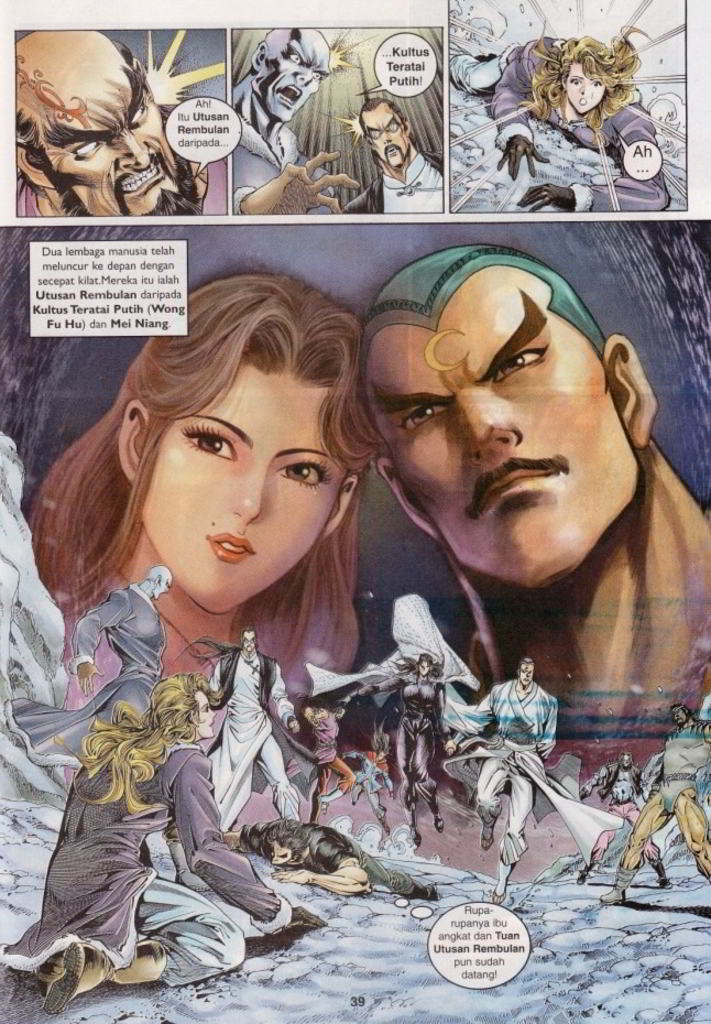 Ah!
Itu Utusan
Rembulan
daripada...
...Kultus
Teratai
Putih!
Ah
...
Dua lembaga manusia telah
meluncur ke depan dengan
secepat kilat.Mereka itu ialah
Utusan Rembulan daripada
Kultus Teratai Putih (Wong
Fu Hu) dan Mei Niang.
Rupa-
rupanya ibu
angkat dan Tuan
Utusan Rembulan
pun sudah
datang!
39